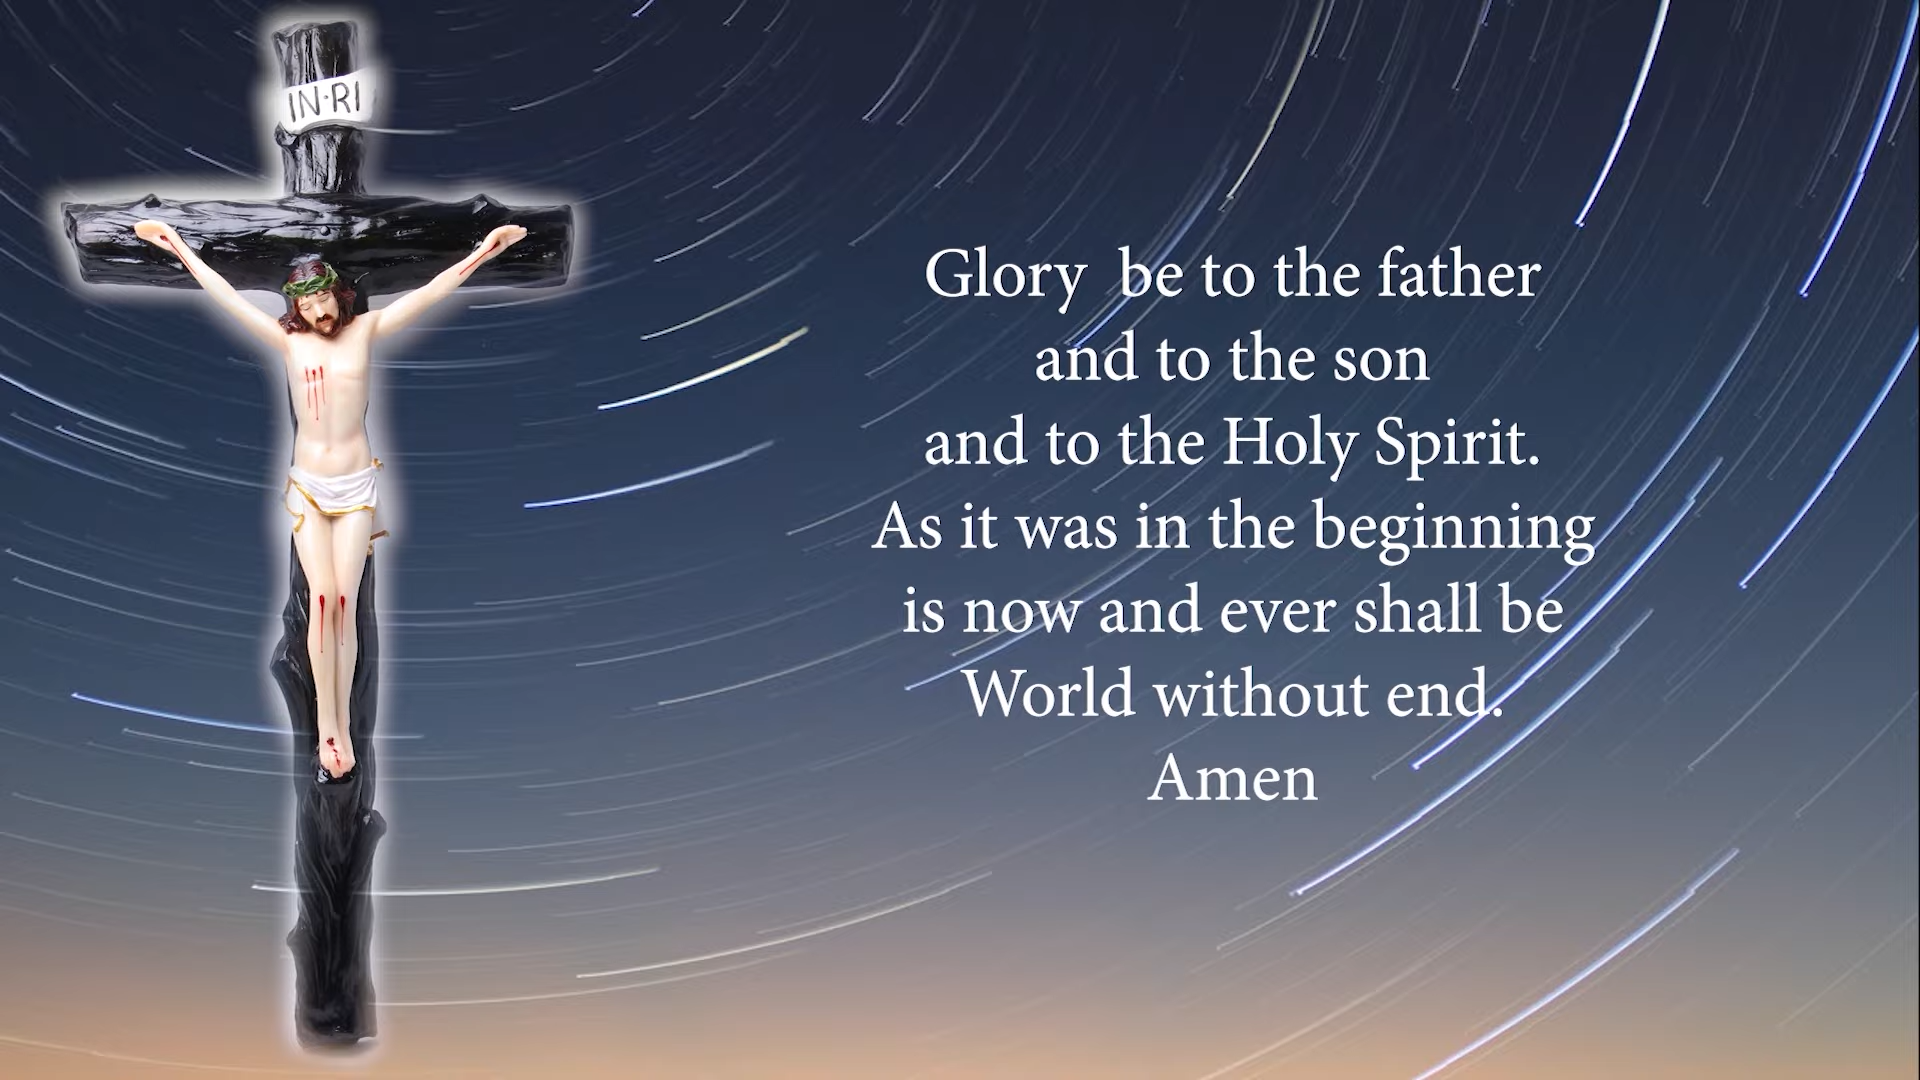 IN·RI
Glory be to the father
and to the son
and to the Holy Spirit.
As it was in the beginning
is now and ever shall be
World without end.
Amen